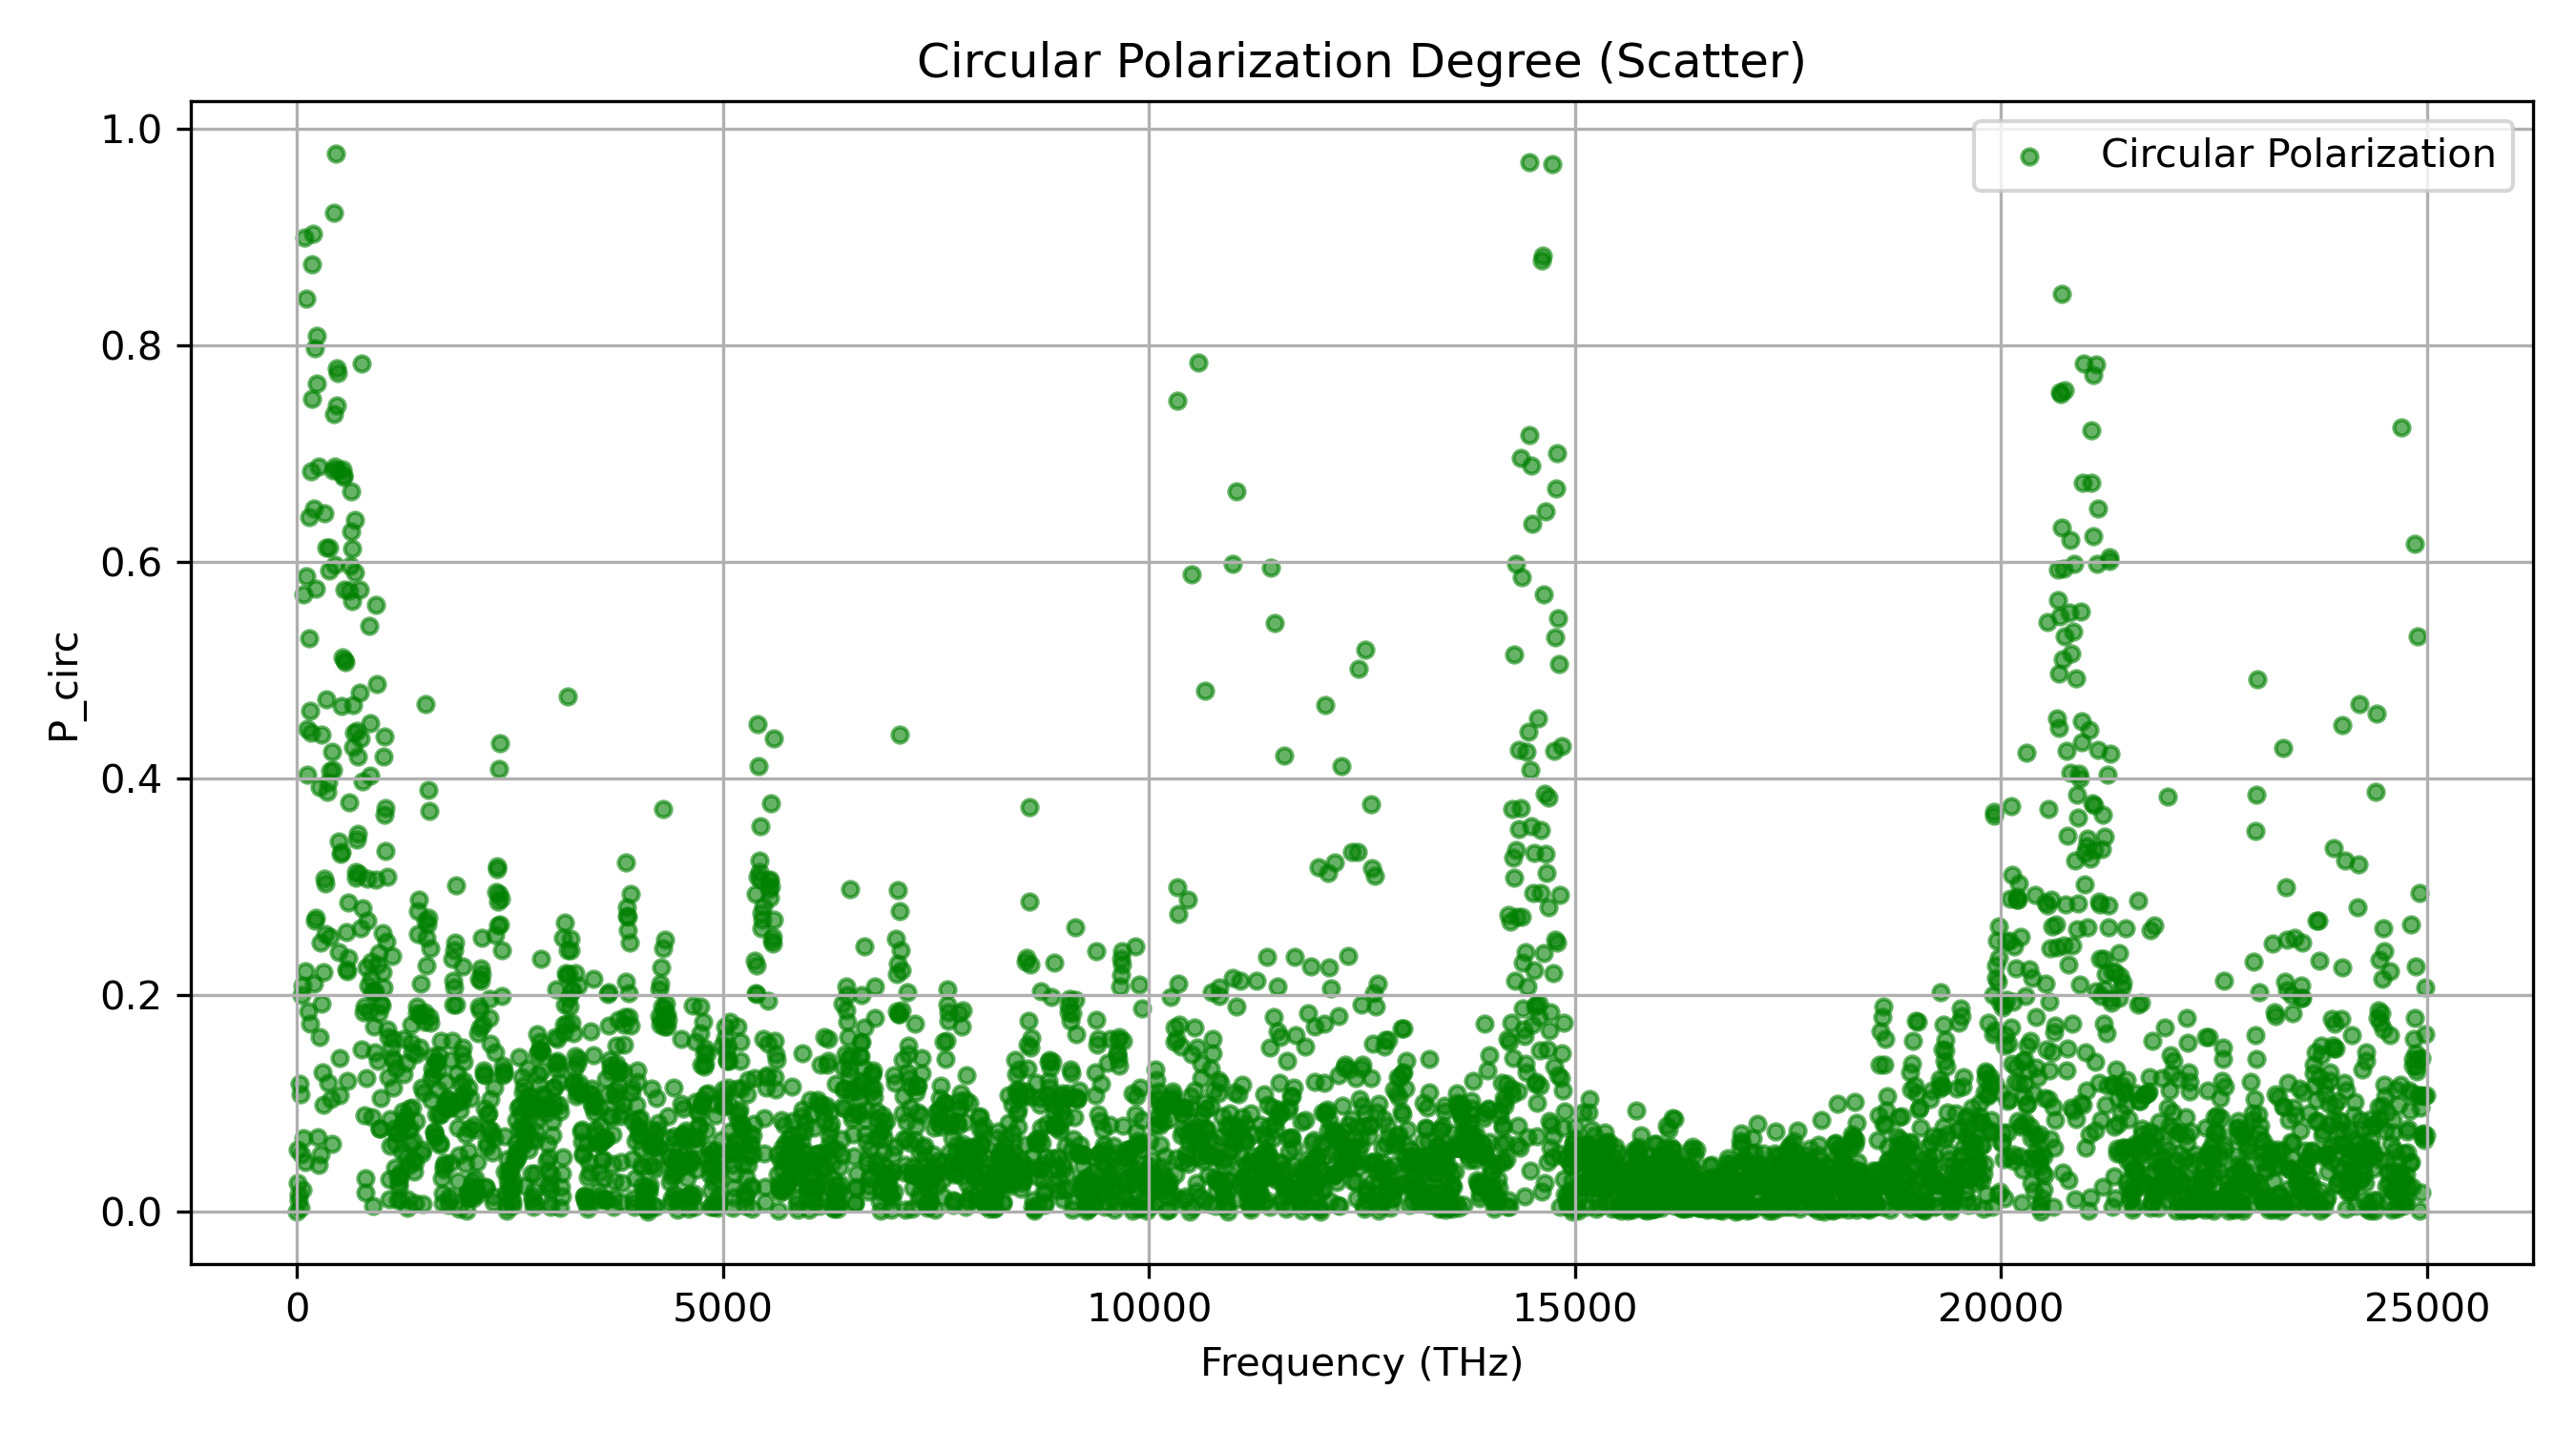 Circular Polarization Degree (Scatter)
Circular Polarization
P_circ
1.0
0.8
0.6
0.4
0.2
0.0
0 5000 10000 15000 20000 25000
Frequency (THz)